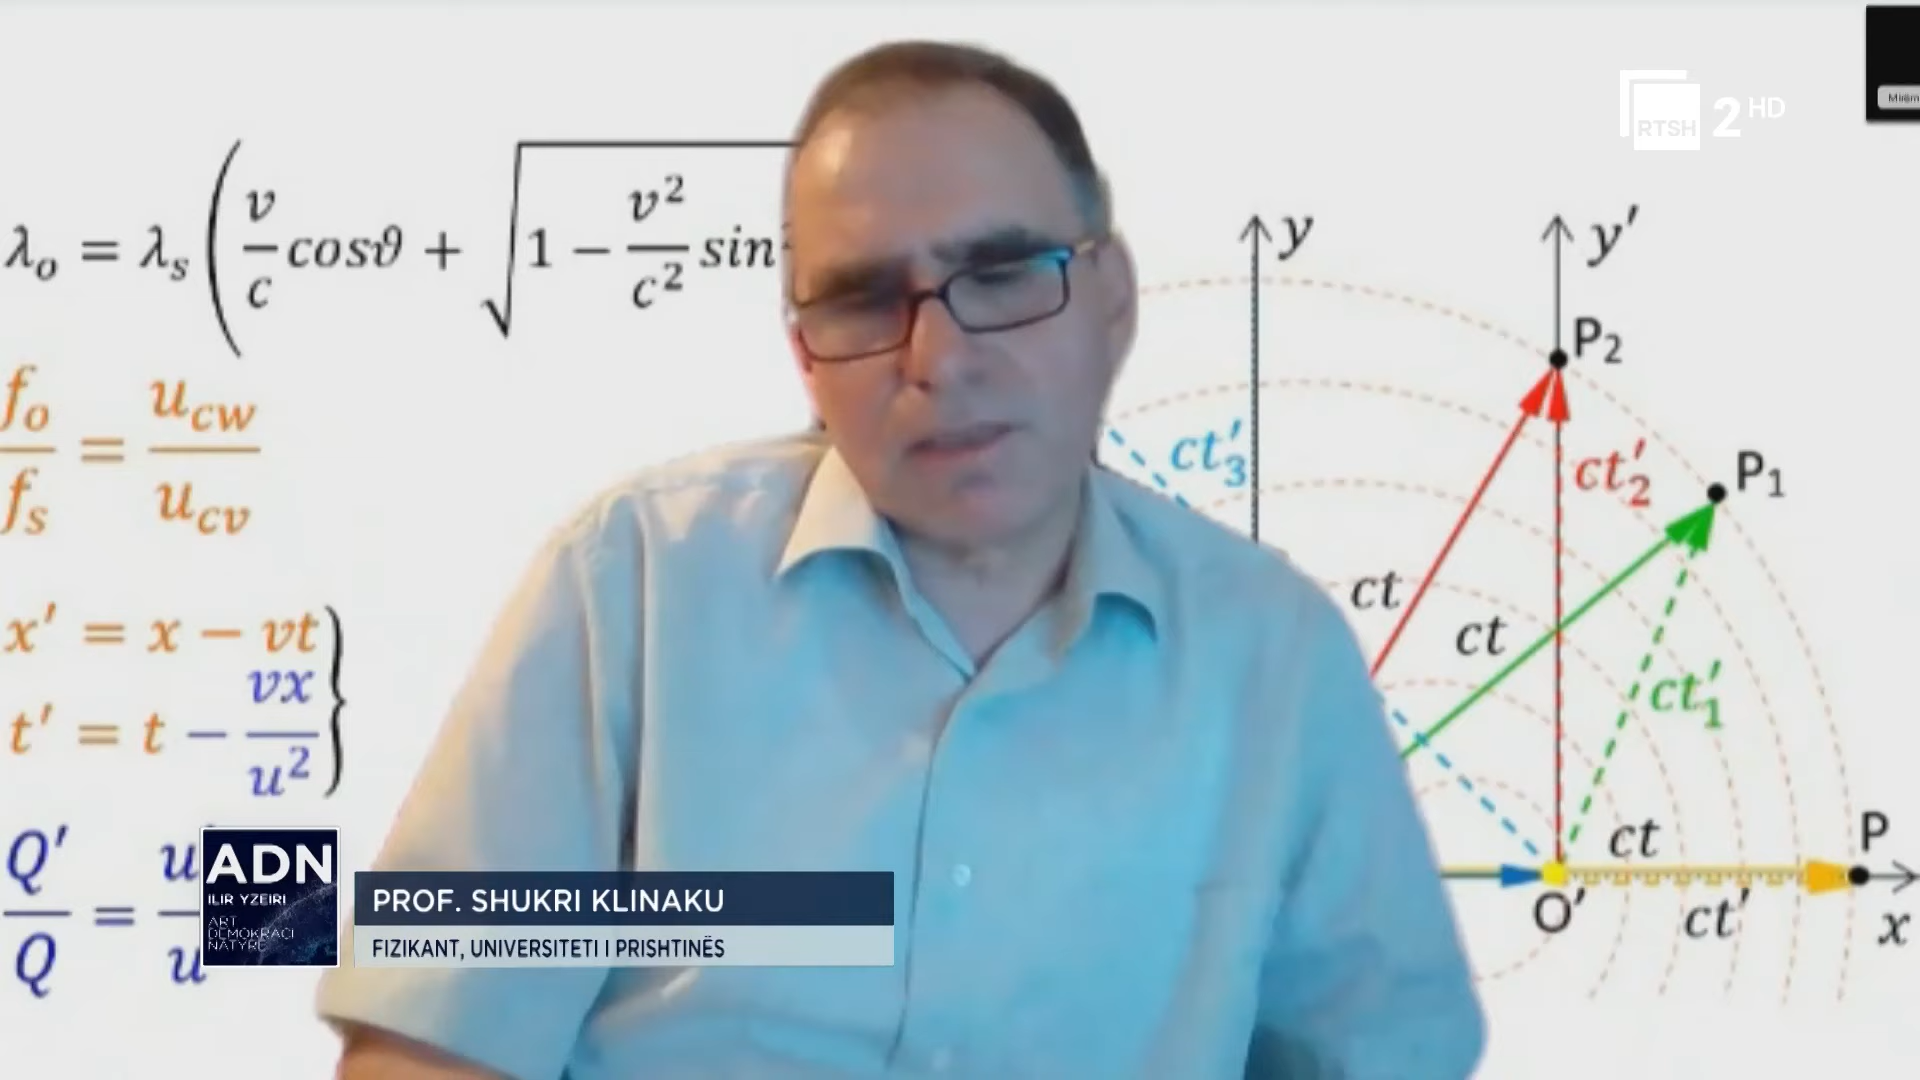 RTSH 2 HD
λₒ = λₛ ( v/c cosϑ + √1 − v²/c² sin
fₒ/fₛ = u_cw/u_cv
x′ = x − vt
t′ = t − vx/u²
Q′/Q =
y
y′
P₂
P₁
ct′₃
ct′₂
ct
ct
ct′₁
ct
P
O′
ct′
x
ADN
ILIR YZEIRI
ART
DEMOKRACI
NATYRË
PROF. SHUKRI KLINAKU
FIZIKANT, UNIVERSITETI I PRISHTINËS